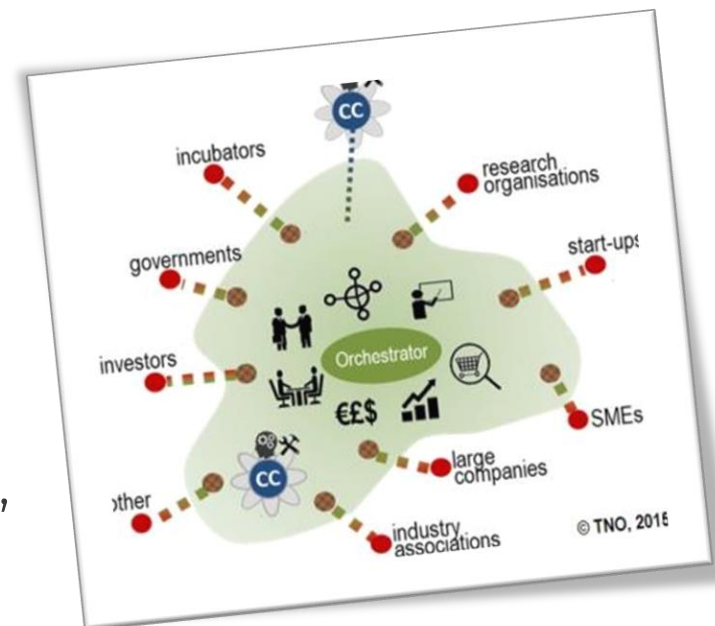 CC
incubators
research
organisations
governments
start-ups
investors
Orchestrator
€£$
SMEs
CC
large
companies
other
,
industry
associations
© TNO, 2015